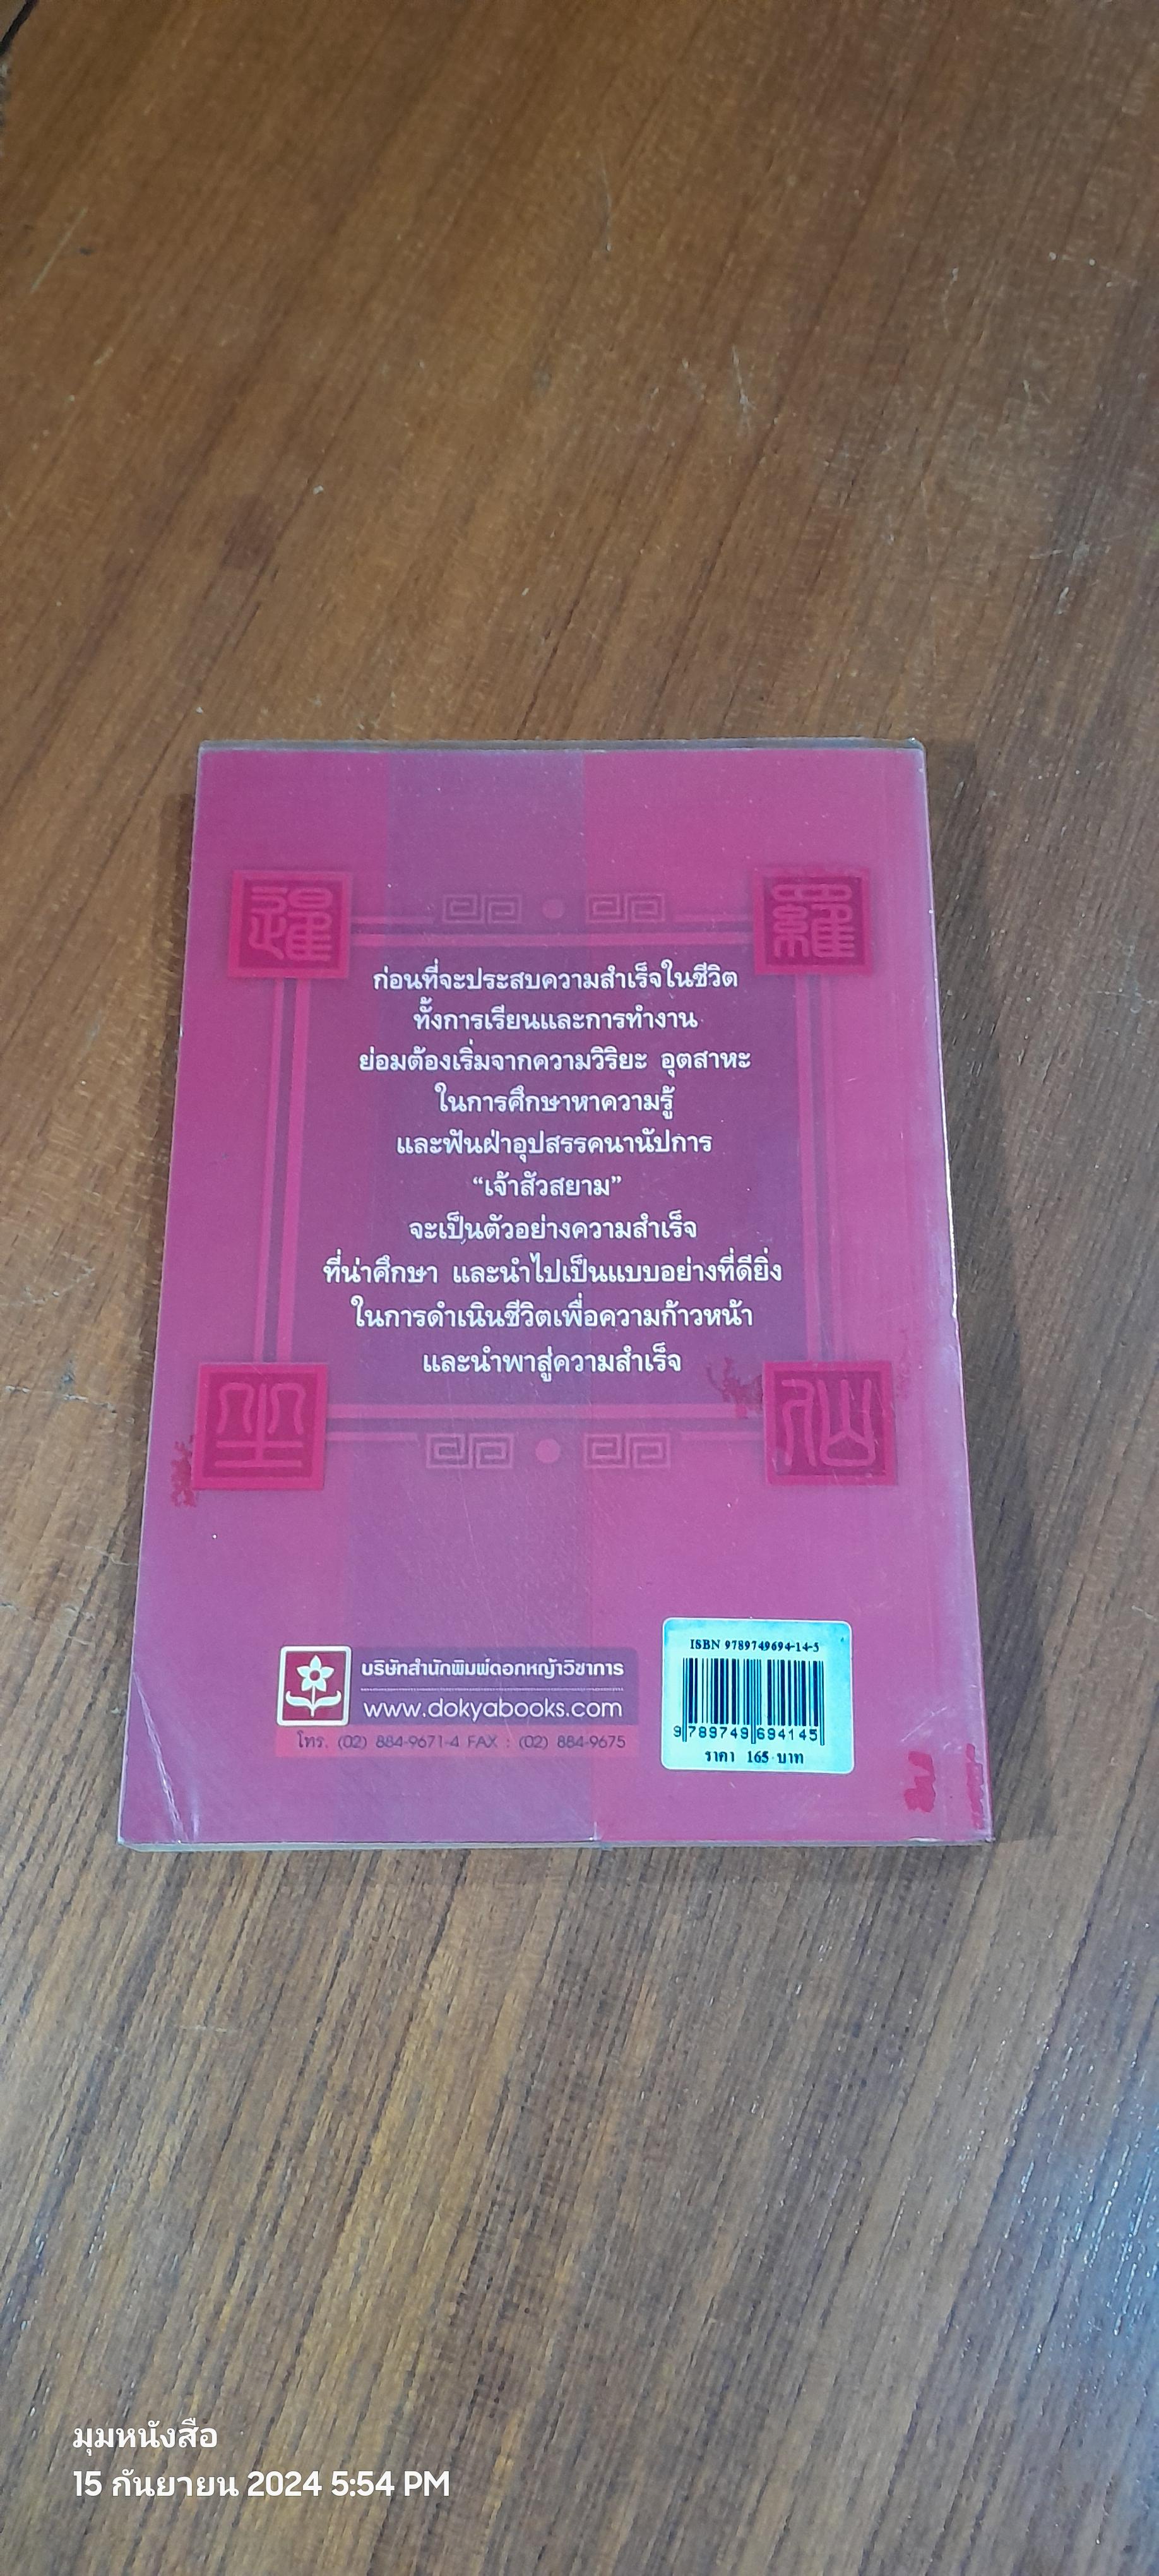 ก่อนที่จะประสบความสำเร็จในชีวิต
ทั้งการเรียนและการทำงาน
ย่อมต้องเริ่มจากความวิริยะ อุตสาหะ
ในการศึกษาหาความรู้
และฟันฝ่าอุปสรรคนานัปการ
“เจ้าสัวสยาม”
จะเป็นตัวอย่างความสำเร็จ
ที่น่าศึกษา และนำไปเป็นแบบอย่างที่ดียิ่ง
ในการดำเนินชีวิตเพื่อความก้าวหน้า
และนำพาสู่ความสำเร็จ
บริษัทสำนักพิมพ์ดอกหญ้าวิชาการ
www.dokyabooks.com
โทร. (02) 884-9671-4 FAX : (02) 884-9675
ISBN 9789749694-14-5
9 789749 694145
ราคา 165 บาท
มุมหนังสือ
15 กันยายน 2024 5:54 PM